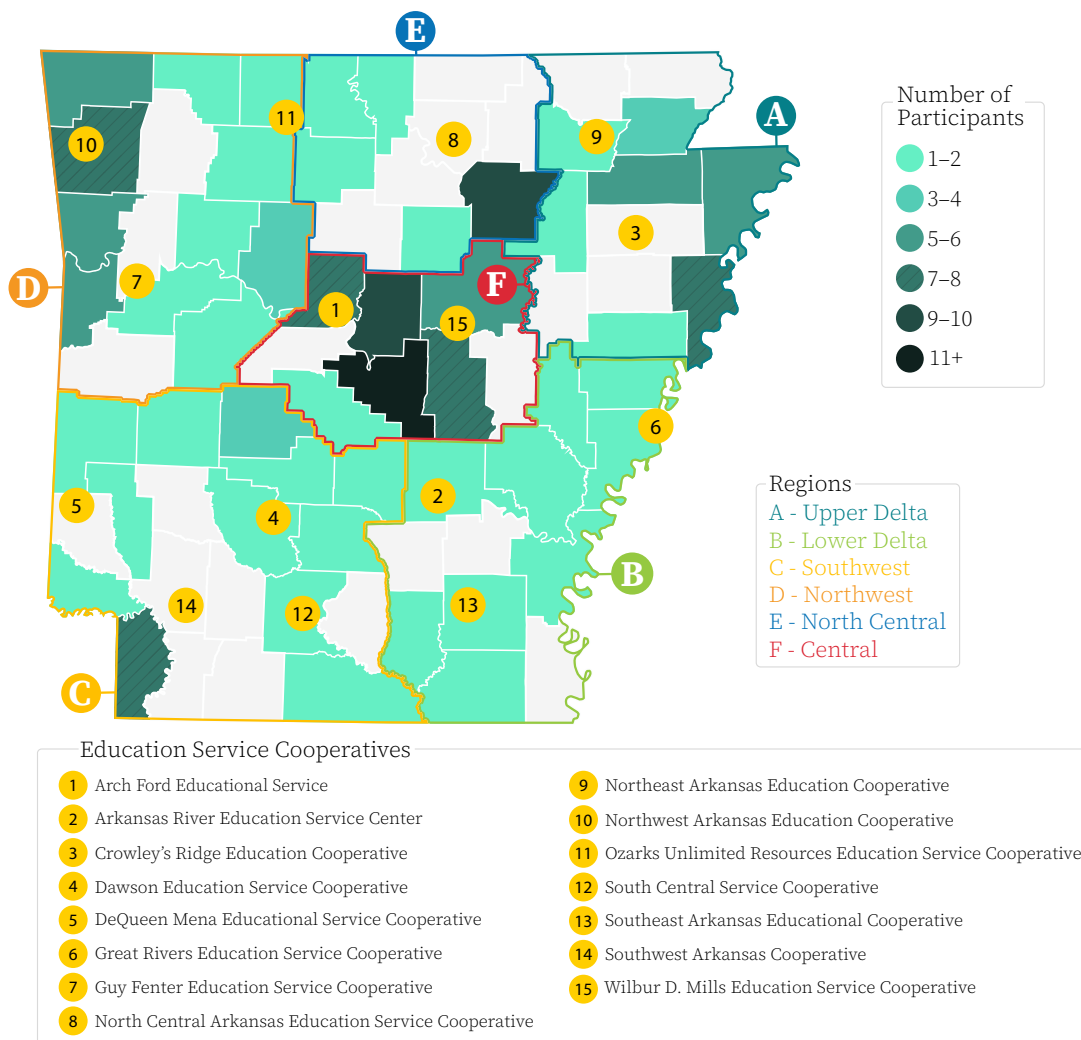 E
A
11
10
8
9
3
D
7
1
F
15
6
5
4
2
B
14
12
13
C
Number of
Participants
1–2
3–4
5–6
7–8
9–10
11+
Regions
A - Upper Delta
B - Lower Delta
C - Southwest
D - Northwest
E - North Central
F - Central
Education Service Cooperatives
1 Arch Ford Educational Service
2 Arkansas River Education Service Center
3 Crowley’s Ridge Education Cooperative
4 Dawson Education Service Cooperative
5 DeQueen Mena Educational Service Cooperative
6 Great Rivers Education Service Cooperative
7 Guy Fenter Education Service Cooperative
8 North Central Arkansas Education Service Cooperative
9 Northeast Arkansas Education Cooperative
10 Northwest Arkansas Education Cooperative
11 Ozarks Unlimited Resources Education Service Cooperative
12 South Central Service Cooperative
13 Southeast Arkansas Educational Cooperative
14 Southwest Arkansas Cooperative
15 Wilbur D. Mills Education Service Cooperative